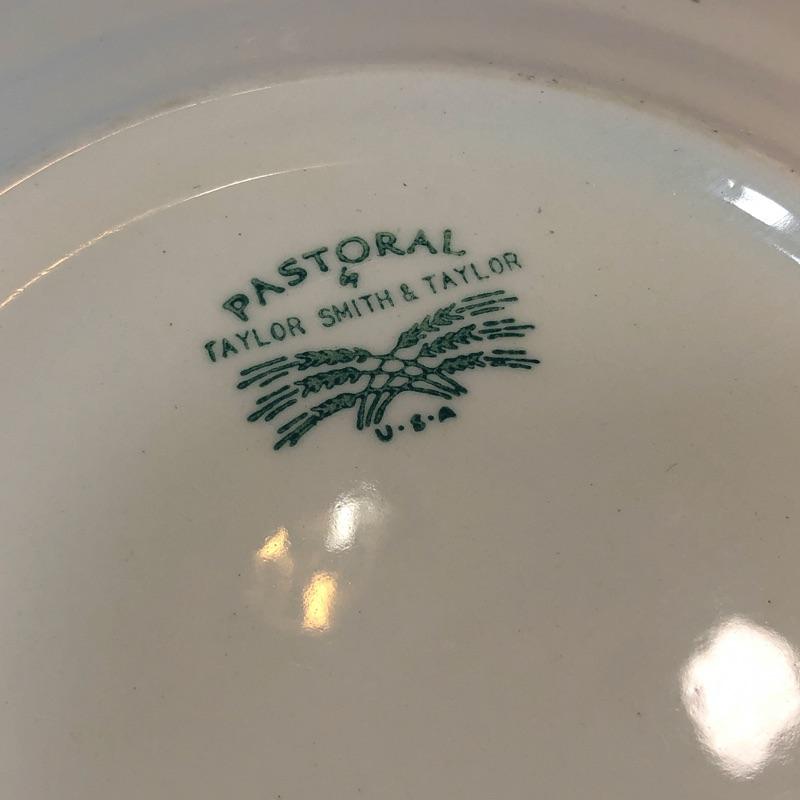 PASTORAL
&
TAYLOR SMITH & TAYLOR
U·S·A